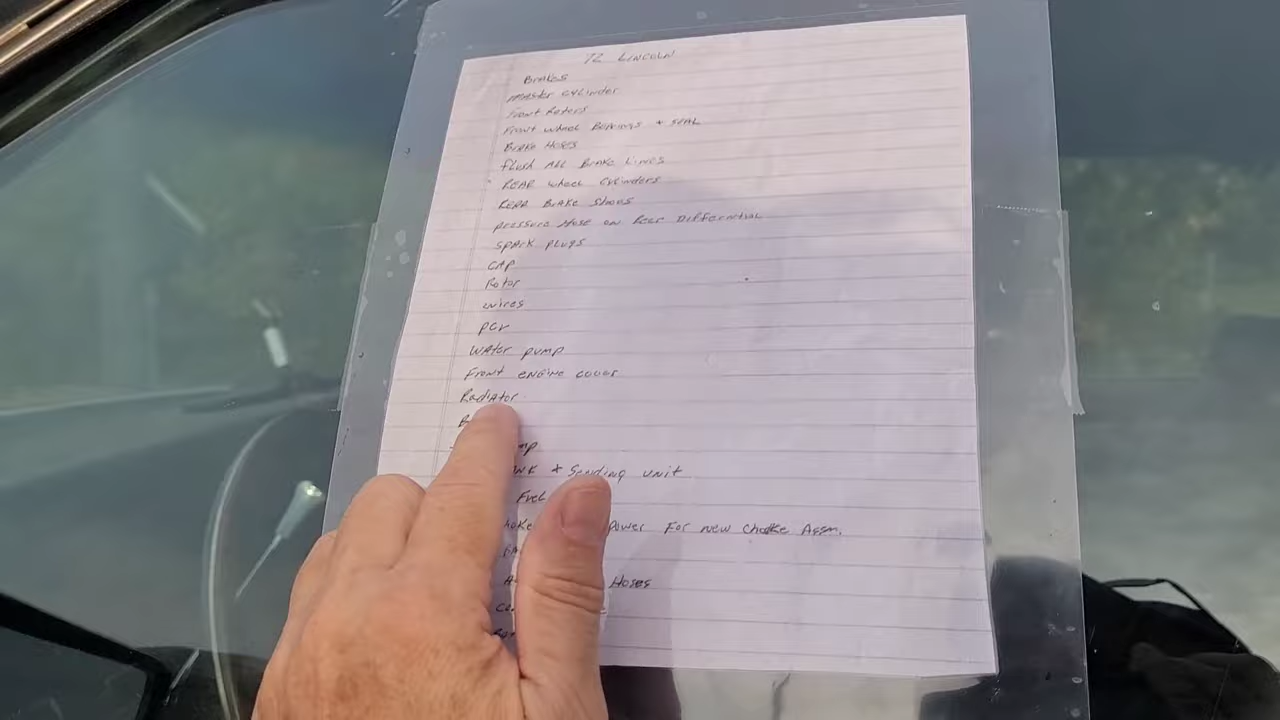 72 LINCOLN
Brakes
master cylinder
Front Roters
Front wheel Bearings + SEAL
Brake Hoses
Flush ALL Brake Lines
REAR wheel cylinders
REAR Brake Shoes
pressure Hose on Rear Differential
SPARK PLUGS
CAP
Rotor
wires
pcv
WATER pump
Front ENGINE cover
RadiAtor
+ Sending unit
Fuel
power For New Choke Assm.
Hoses